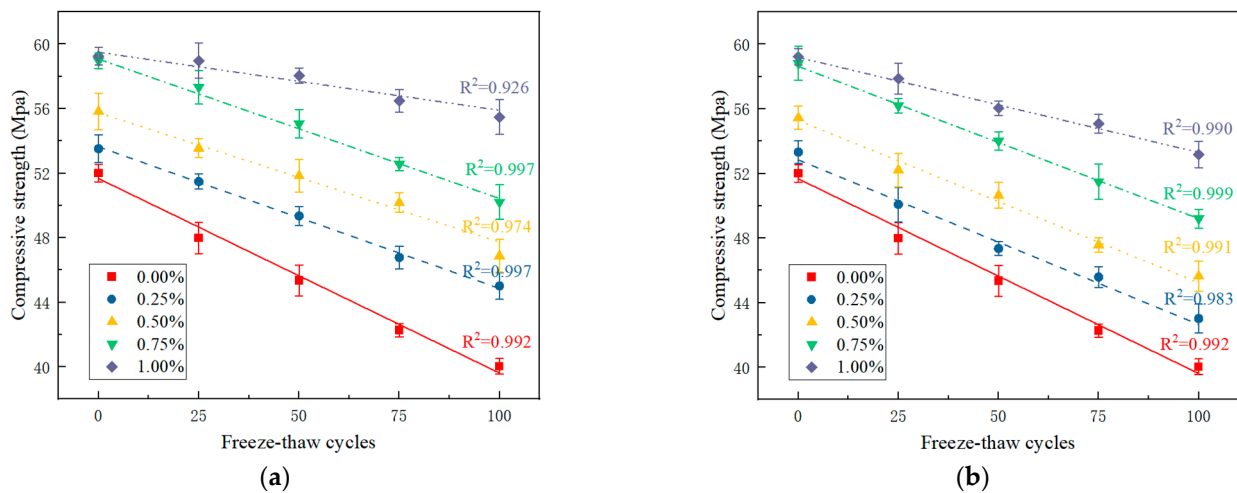 60
56
52
48
44
40
Compressive strength (Mpa)
R²=0.926
R²=0.997
R²=0.974
R²=0.997
R²=0.992
0.00%
0.25%
0.50%
0.75%
1.00%
0
25
50
75
100
Freeze-thaw cycles
(a)
60
56
52
48
44
40
Compressive strength (Mpa)
R²=0.990
R²=0.999
R²=0.991
R²=0.983
R²=0.992
0.00%
0.25%
0.50%
0.75%
1.00%
0
25
50
75
100
Freeze-thaw cycles
(b)